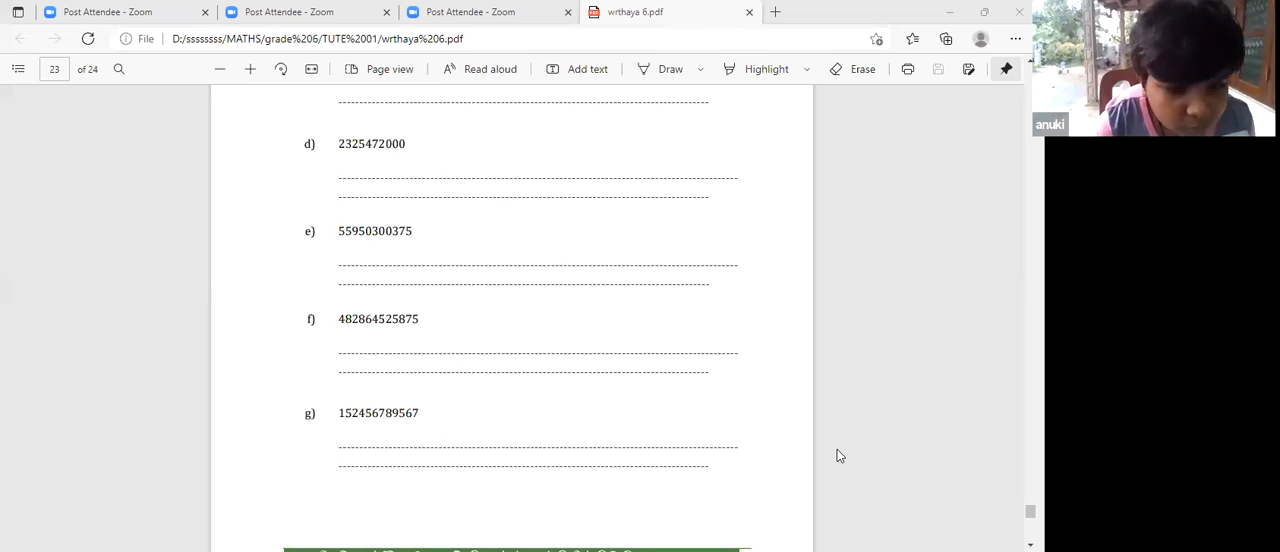 Post Attendee - Zoom
Post Attendee - Zoom
Post Attendee - Zoom
wrthaya 6.pdf
File
D:/ssssssss/MATHS/grade%206/TUTE%2001/wrthaya%206.pdf
23
of 24
Page view
Read aloud
Add text
Draw
Highlight
Erase
anuki
d) 2325472000
e) 55950300375
f) 482864525875
g) 152456789567